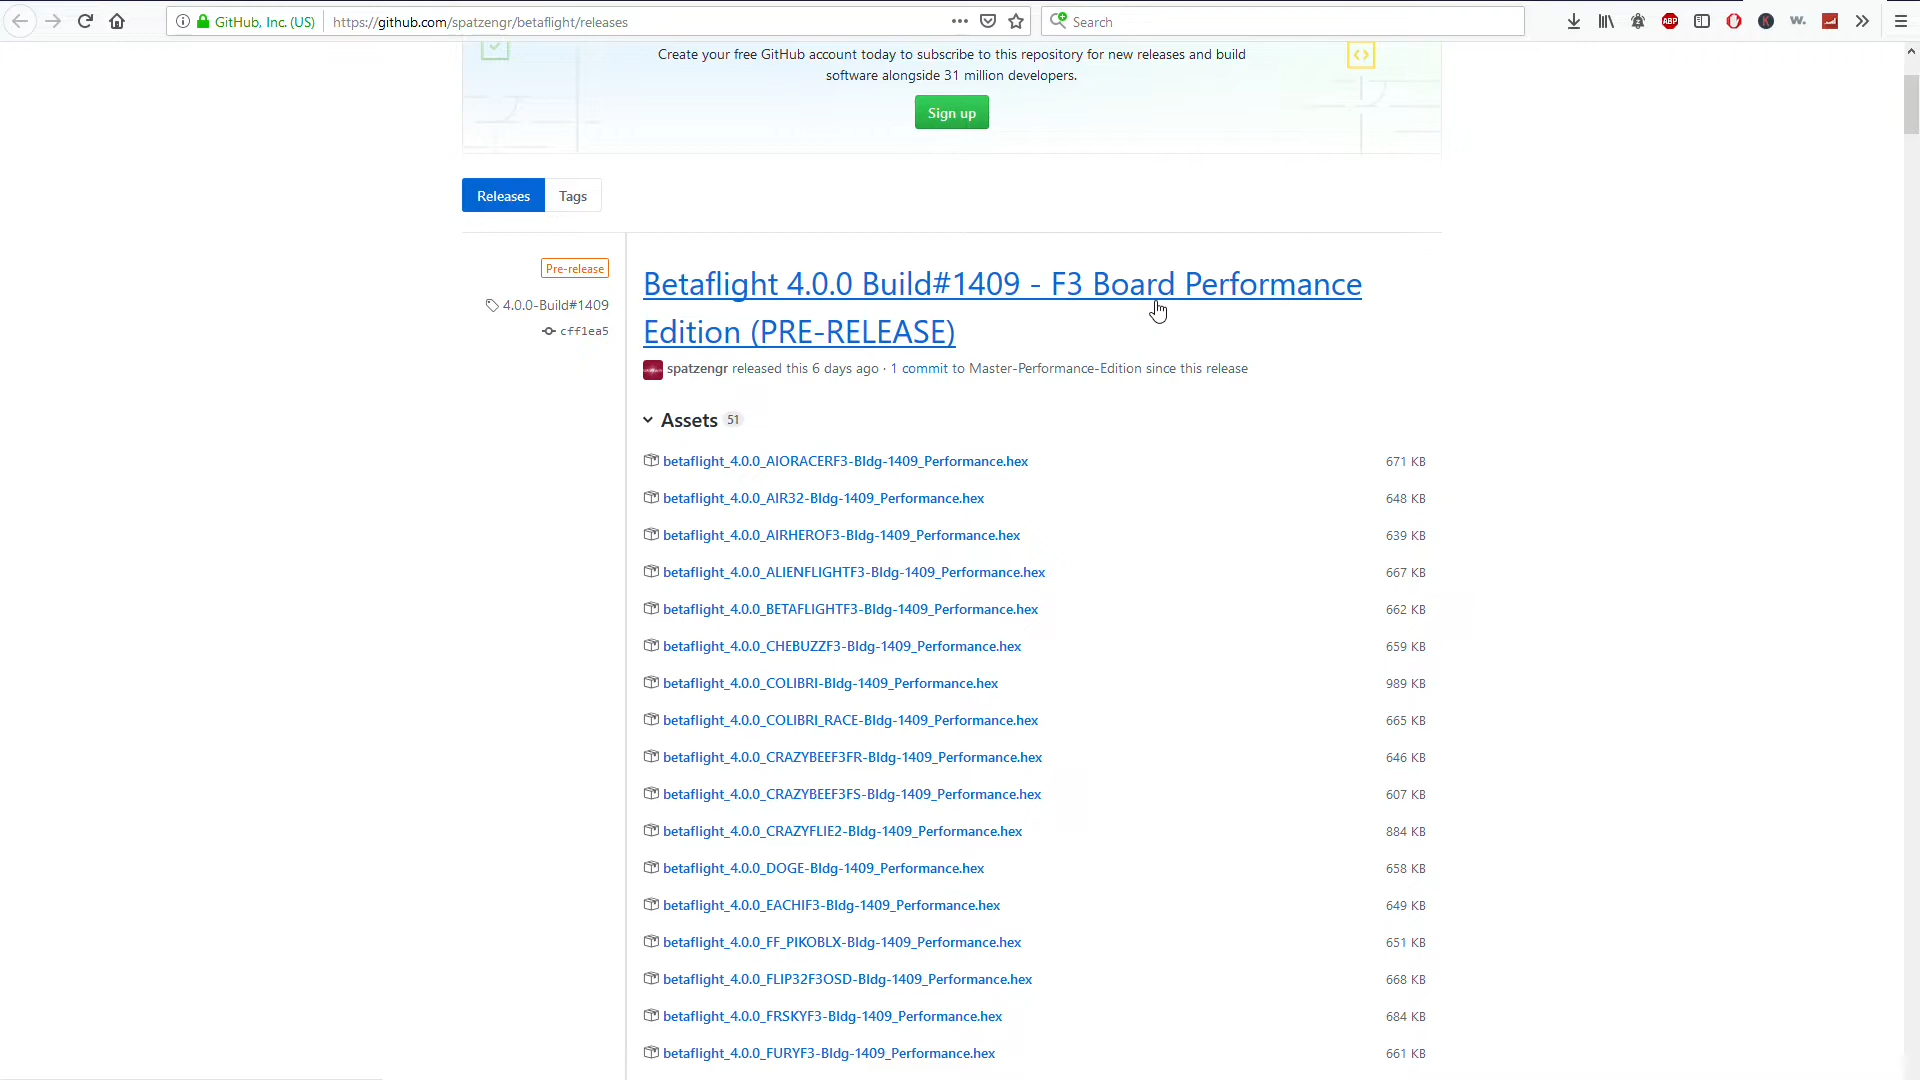 GitHub, Inc. (US)
https://github.com/spatzengr/betaflight/releases
Search
ABP
K
W.
Create your free GitHub account today to subscribe to this repository for new releases and build
software alongside 31 million developers.
Sign up
Releases
Tags
Pre-release
4.0.0-Build#1409
cff1ea5
Betaflight 4.0.0 Build#1409 - F3 Board Performance
Edition (PRE-RELEASE)
spatzengr released this 6 days ago · 1 commit to Master-Performance-Edition since this release
Assets 51
betaflight_4.0.0_AIORACERF3-Bldg-1409_Performance.hex 671 KB
betaflight_4.0.0_AIR32-Bldg-1409_Performance.hex 648 KB
betaflight_4.0.0_AIRHEROF3-Bldg-1409_Performance.hex 639 KB
betaflight_4.0.0_ALIENFLIGHTF3-Bldg-1409_Performance.hex 667 KB
betaflight_4.0.0_BETAFLIGHTF3-Bldg-1409_Performance.hex 662 KB
betaflight_4.0.0_CHEBUZZF3-Bldg-1409_Performance.hex 659 KB
betaflight_4.0.0_COLIBRI-Bldg-1409_Performance.hex 989 KB
betaflight_4.0.0_COLIBRI_RACE-Bldg-1409_Performance.hex 665 KB
betaflight_4.0.0_CRAZYBEEF3FR-Bldg-1409_Performance.hex 646 KB
betaflight_4.0.0_CRAZYBEEF3FS-Bldg-1409_Performance.hex 607 KB
betaflight_4.0.0_CRAZYFLIE2-Bldg-1409_Performance.hex 884 KB
betaflight_4.0.0_DOGE-Bldg-1409_Performance.hex 658 KB
betaflight_4.0.0_EACHIF3-Bldg-1409_Performance.hex 649 KB
betaflight_4.0.0_FF_PIKOBLX-Bldg-1409_Performance.hex 651 KB
betaflight_4.0.0_FLIP32F3OSD-Bldg-1409_Performance.hex 668 KB
betaflight_4.0.0_FRSKYF3-Bldg-1409_Performance.hex 684 KB
betaflight_4.0.0_FURYF3-Bldg-1409_Performance.hex 661 KB